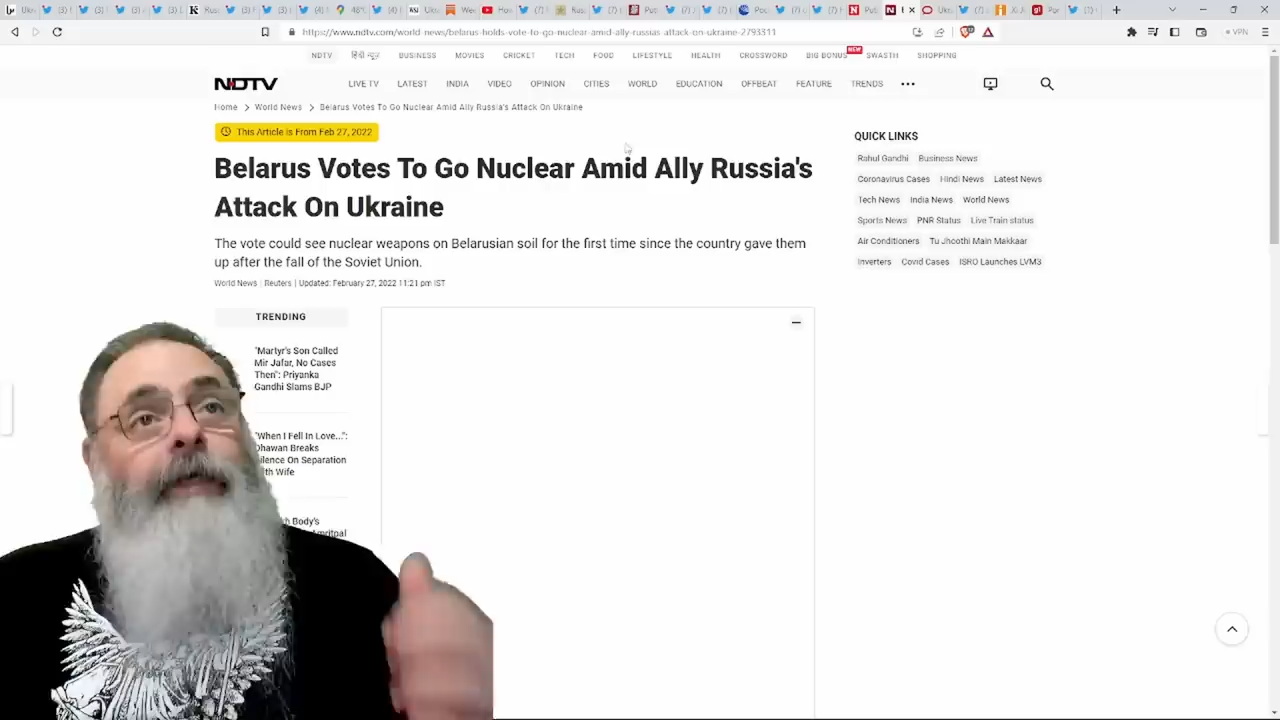 https://www.ndtv.com/world-news/belarus-holds-vote-to-go-nuclear-amid-ally-russias-attack-on-ukraine-2793311
VPN
NDTV हिंदी न्यूज़ BUSINESS MOVIES CRICKET TECH FOOD LIFESTYLE HEALTH CROSSWORD BIG BONUS NEW SWASTH SHOPPING
NDTV LIVE TV LATEST INDIA VIDEO OPINION CITIES WORLD EDUCATION OFFBEAT FEATURE TRENDS
Home World News Belarus Votes To Go Nuclear Amid Ally Russia's Attack On Ukraine
This Article is From Feb 27, 2022
Belarus Votes To Go Nuclear Amid Ally Russia's
Attack On Ukraine
The vote could see nuclear weapons on Belarusian soil for the first time since the country gave them
up after the fall of the Soviet Union.
World News | Reuters | Updated: February 27, 2022 11:21 pm IST
TRENDING
"Martyr's Son Called
Mir Jafar, No Cases
Then": Priyanka
Gandhi Slams BJP
"When I Fell In Love...":
Dhawan Breaks
Silence On Separation
With Wife
Body's
QUICK LINKS
Rahul Gandhi Business News
Coronavirus Cases Hindi News Latest News
Tech News India News World News
Sports News PNR Status Live Train status
Air Conditioners Tu Jhoothi Main Makkaar
Inverters Covid Cases ISRO Launches LVM3